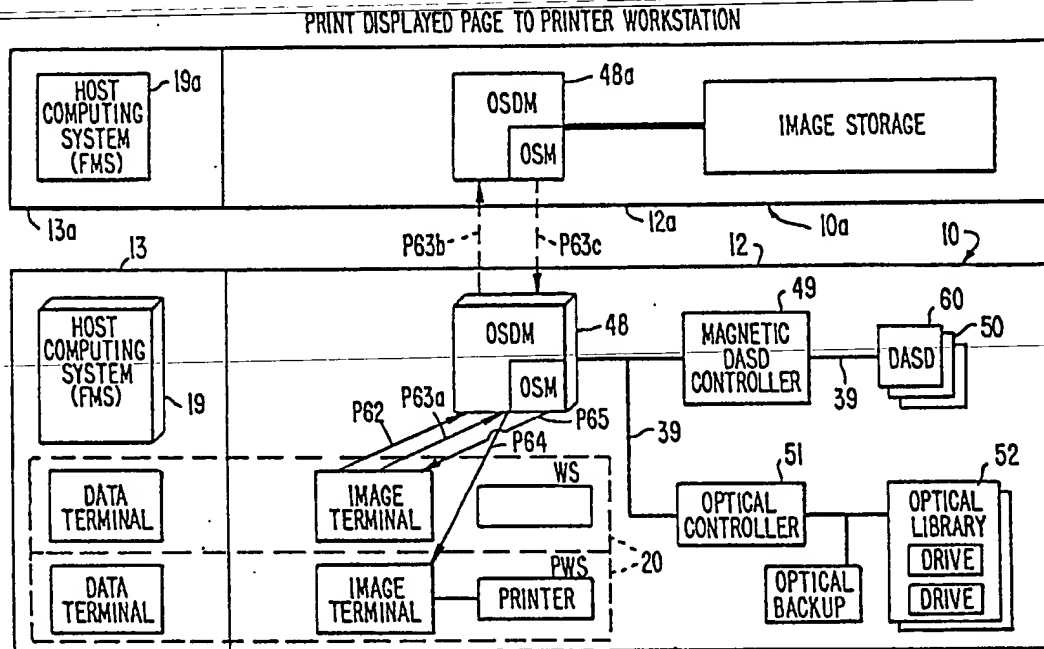 PRINT DISPLAYED PAGE TO PRINTER WORKSTATION
HOST
COMPUTING
SYSTEM
(FMS)
19a
OSDM
OSM
48a
IMAGE STORAGE
13a
P63b
P63c
12a
10a
13
12
10
HOST
COMPUTING
SYSTEM
(FMS)
19
OSDM
OSM
48
49
MAGNETIC
DASD
CONTROLLER
39
60
50
DASD
P62
P63a
P65
P64
39
DATA
TERMINAL
IMAGE
TERMINAL
WS
51
OPTICAL
CONTROLLER
52
OPTICAL
LIBRARY
DRIVE
DRIVE
20
DATA
TERMINAL
IMAGE
TERMINAL
PWS
PRINTER
OPTICAL
BACKUP